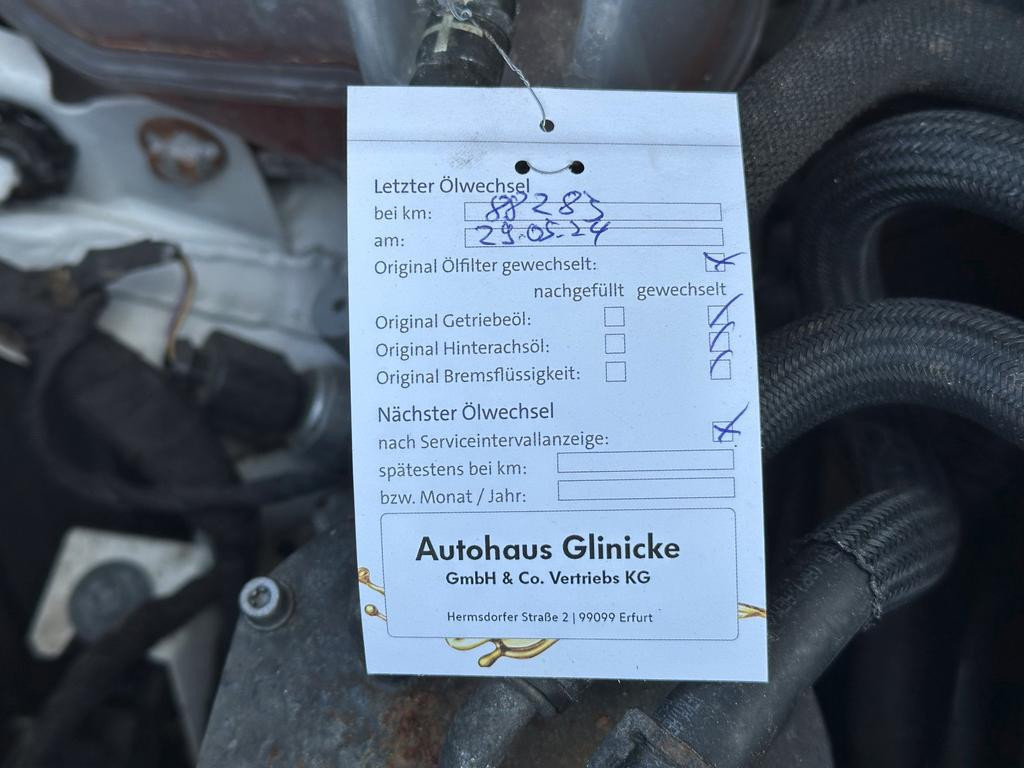 Letzter Ölwechsel
bei km: 88283
am: 29.05.24
Original Ölfilter gewechselt:
nachgefüllt gewechselt
Original Getriebeöl:
Original Hinterachsöl:
Original Bremsflüssigkeit:
Nächster Ölwechsel
nach Serviceintervallanzeige:
spätestens bei km:
bzw. Monat / Jahr:
Autohaus Glinicke
GmbH & Co. Vertriebs KG
Hermsdorfer Straße 2 | 99099 Erfurt